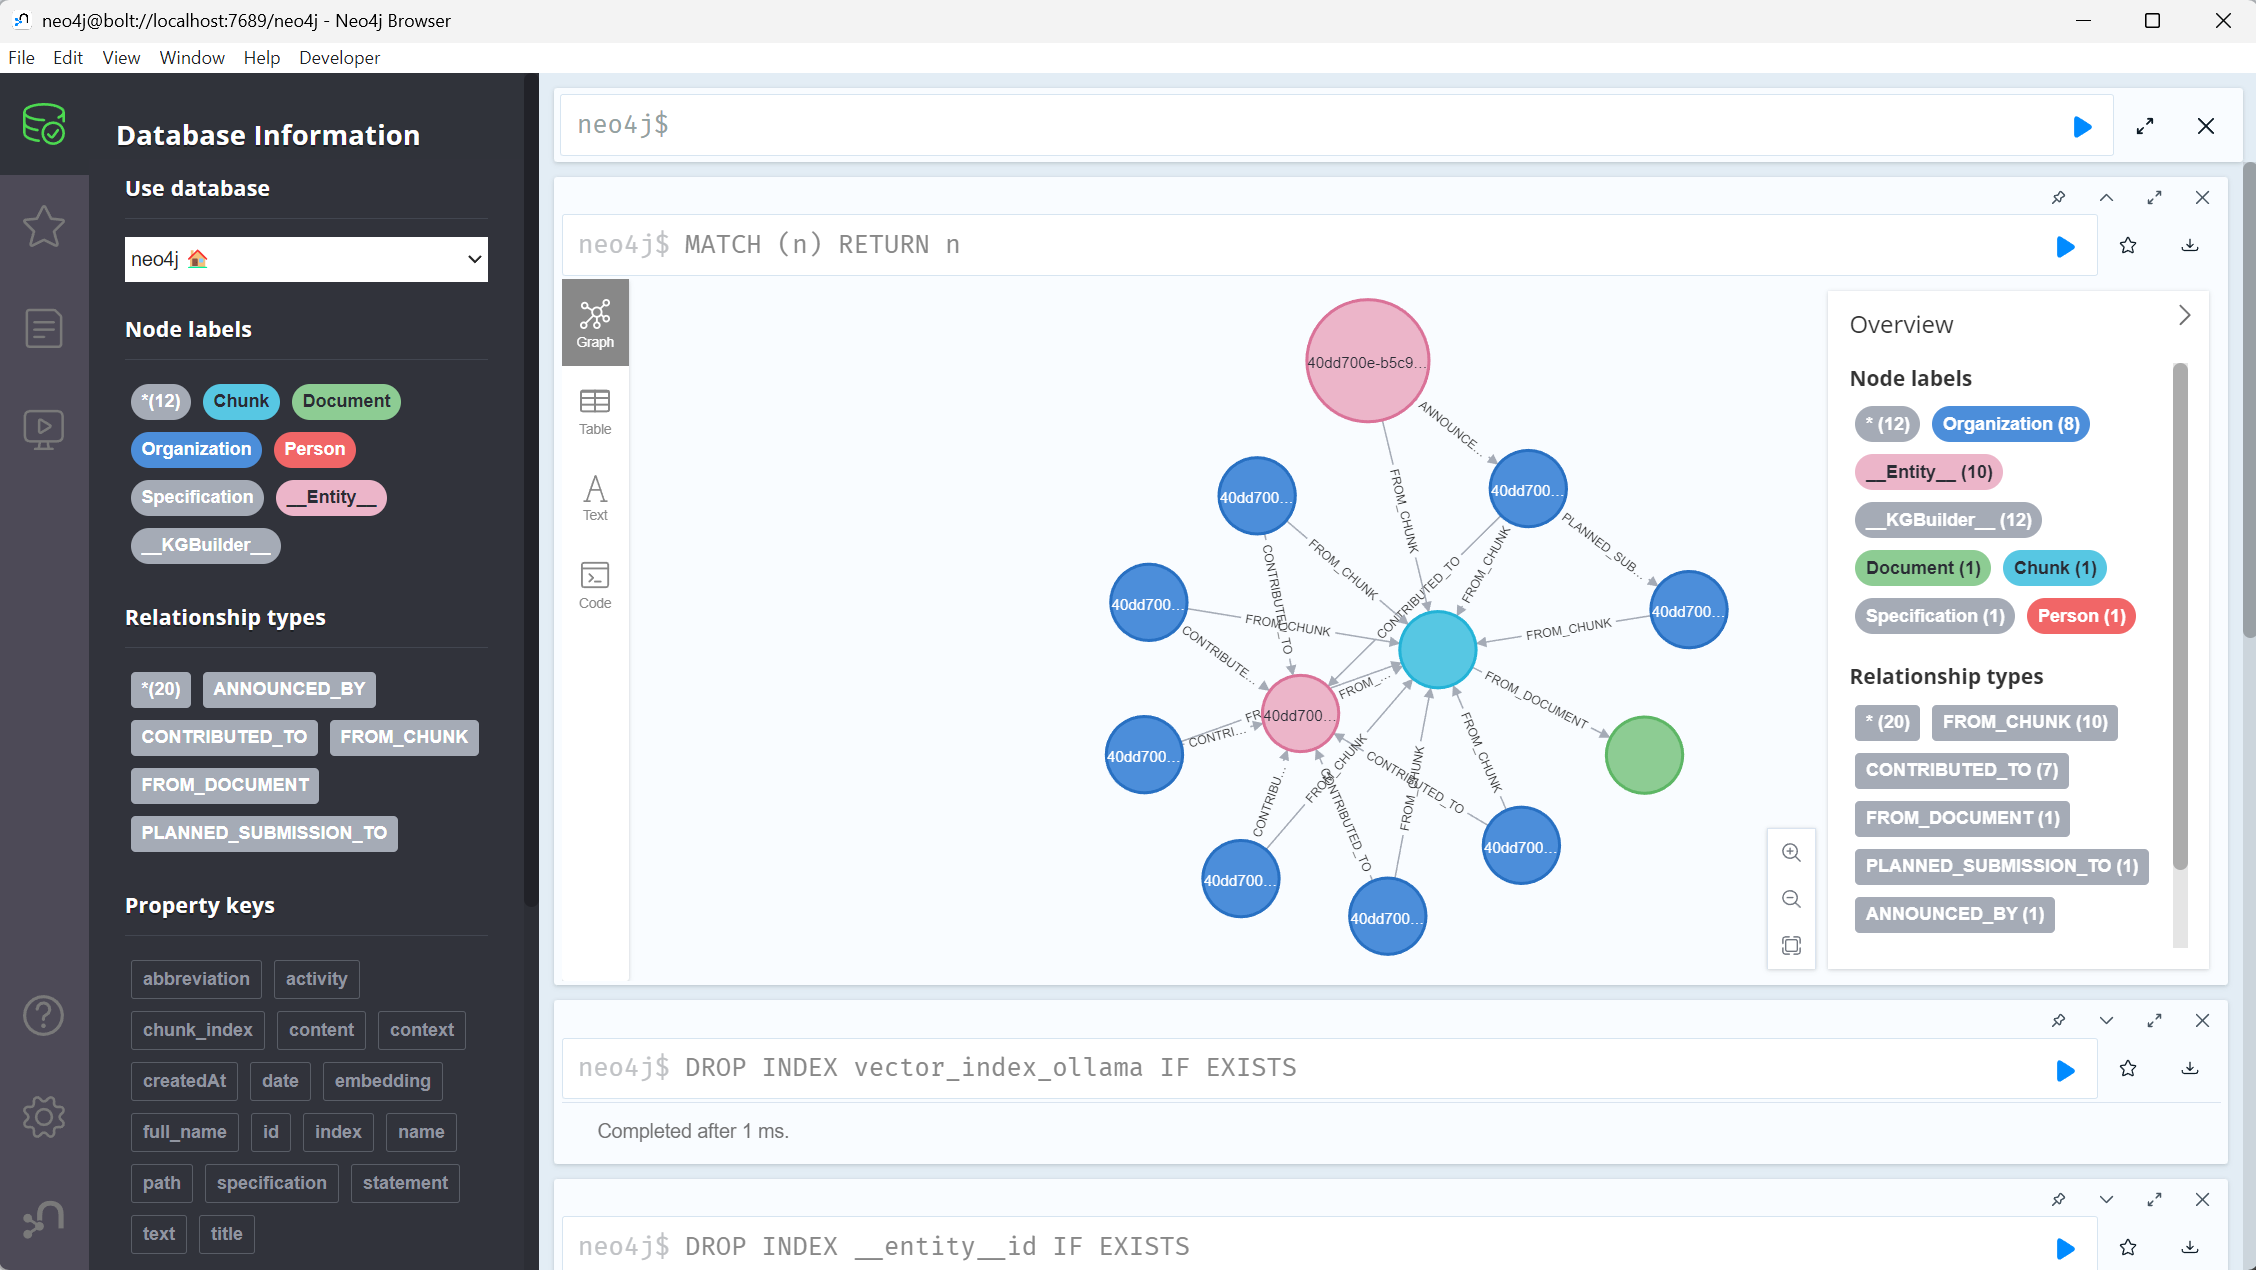 neo4j@bolt://localhost:7689/neo4j - Neo4j Browser
File Edit View Window Help Developer
Database Information
Use database
neo4j
Node labels
*(12) Chunk Document
Organization Person
Specification __Entity__
__KGBuilder__
Relationship types
*(20) ANNOUNCED_BY
CONTRIBUTED_TO FROM_CHUNK
FROM_DOCUMENT
PLANNED_SUBMISSION_TO
Property keys
abbreviation activity
chunk_index content context
createdAt date embedding
full_name id index name
path specification statement
text title
neo4j$
neo4j$ MATCH (n) RETURN n
Graph
Table
Text
Code
40dd700e-b5c9...
ANNOUNCE...
FROM_CHUNK
40dd700...
40dd700...
PLANNED_SUB...
FROM_CHUNK
CONTRIBUTED_TO
FROM_CHUNK
CONTRIBUTED_TO
40dd700...
40dd700...
FROM_CHUNK
FROM_CHUNK
CONTRIBUTE...
FROM_...
FROM_DOCUMENT
40dd700...
FR
CONTRI...
40dd700...
FROM_CHUNK
FROM_CHUNK
FROM_CHUNK
CONTRIBUTED_TO
CONTRIBU...
CONTRIBUTED_TO
40dd700...
40dd700...
40dd700...
Overview
Node labels
* (12) Organization (8)
__Entity__ (10)
__KGBuilder__ (12)
Document (1) Chunk (1)
Specification (1) Person (1)
Relationship types
* (20) FROM_CHUNK (10)
CONTRIBUTED_TO (7)
FROM_DOCUMENT (1)
PLANNED_SUBMISSION_TO (1)
ANNOUNCED_BY (1)
neo4j$ DROP INDEX vector_index_ollama IF EXISTS
Completed after 1 ms.
neo4j$ DROP INDEX __entity__id IF EXISTS